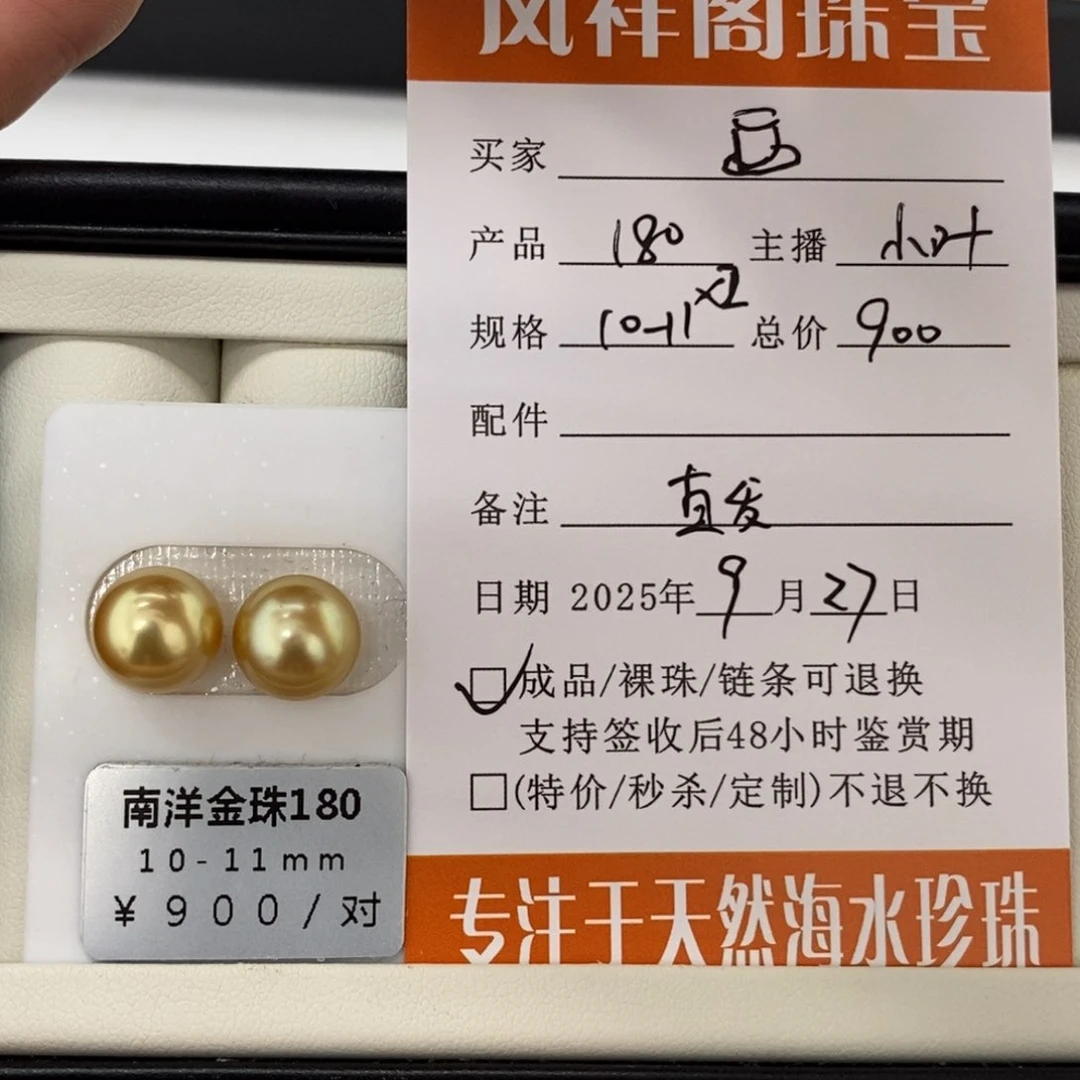 凤祥阁珠宝
买家
产品 180 主播 小叶
规格 10-11 x2 总价 900
配件
备注 直发
日期 2025年9月27日
成品/裸珠/链条可退换
支持签收后48小时鉴赏期
(特价/秒杀/定制)不退不换
专注于天然海水珍珠
南洋金珠180
10-11mm
¥900/对